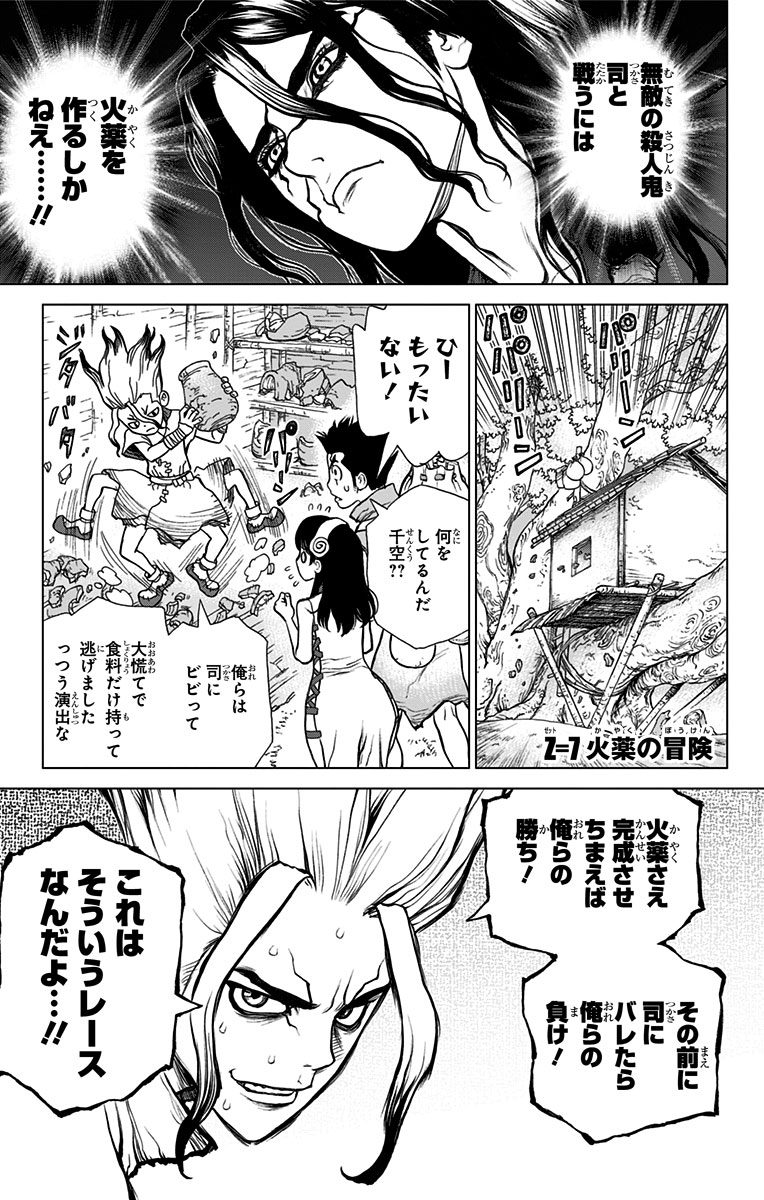 無敵の殺人鬼
司と
戦うには
火薬を
作るしか
ねえ……!!
パーンパーン
Z=7 火薬の冒険
ひー
もったい
ない!
何を
してるんだ
千空??
ジタバタ
パ
俺らは
司に
ビビって
大慌てで
食料だけ持って
逃げました
っつう演出な
火薬さえ
完成させ
ちまえば
俺らの
勝ち!
その前に
司に
バレたら
俺らの
負け!
これは
そういうレース
なんだよ…!!